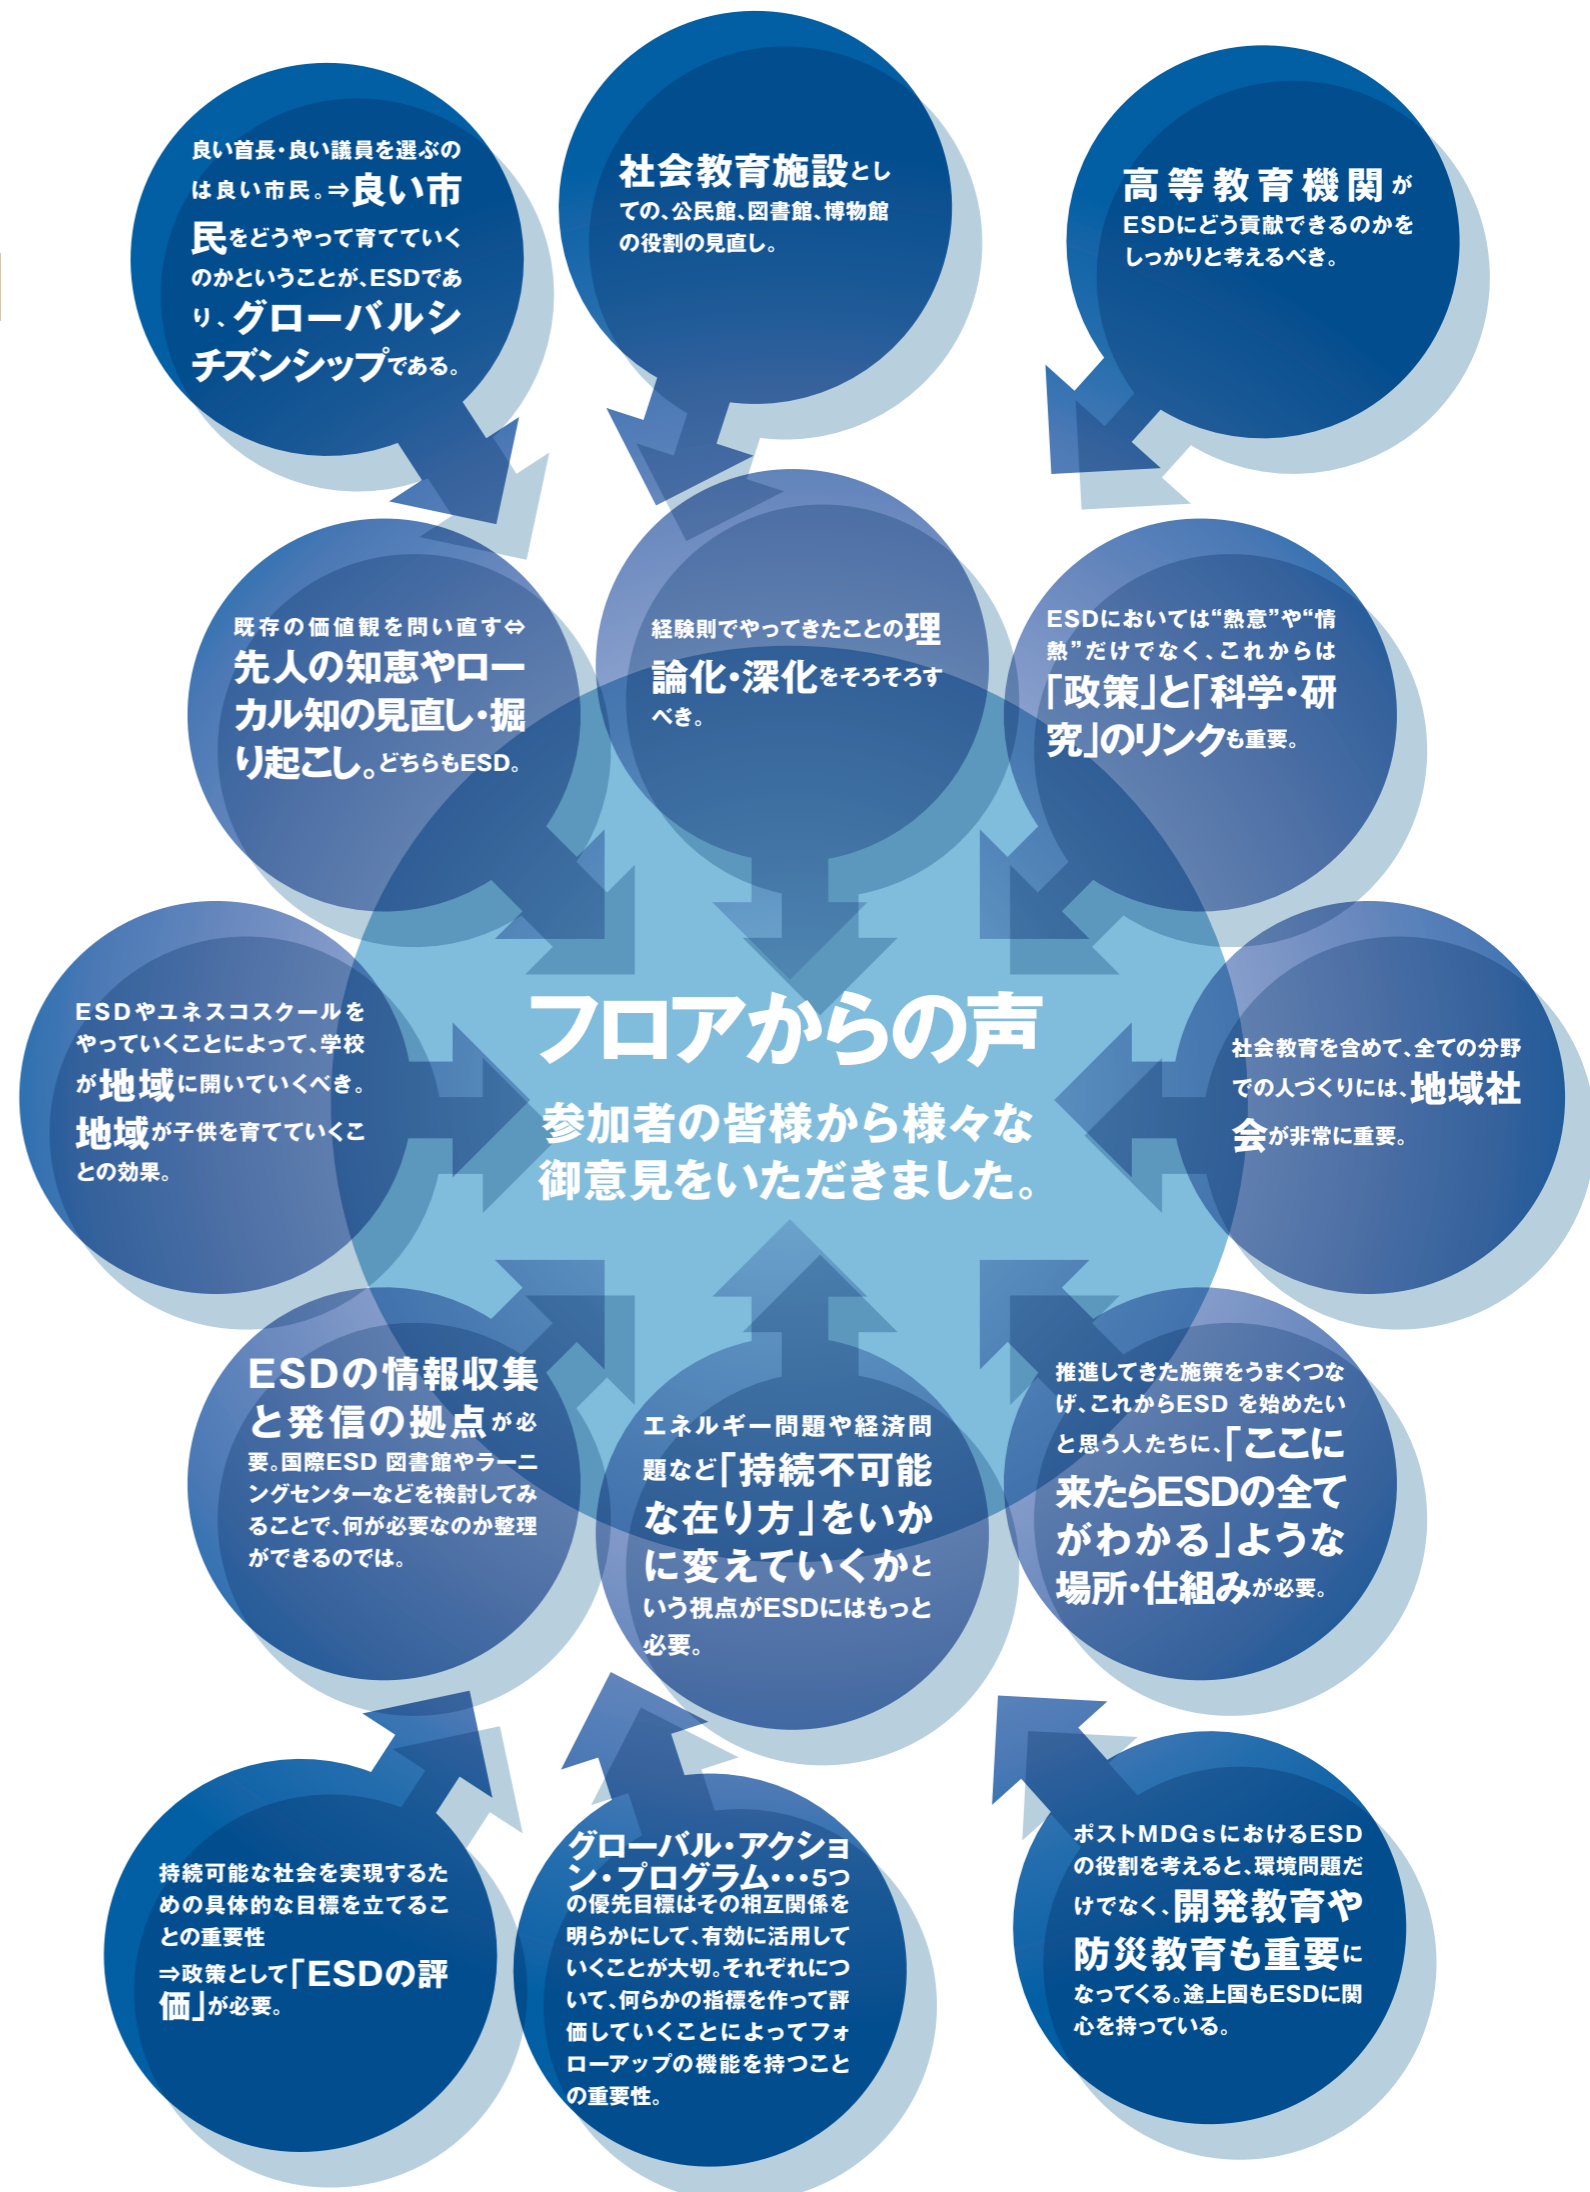 良い首長・良い議員を選ぶの
は良い市民。⇒良い市
民をどうやって育てていく
のかということが、ESDであ
り、グローバルシ
チズンシップである。
社会教育施設とし
ての、公民館、図書館、博物館
の役割の見直し。
高等教育機関が
ESDにどう貢献できるのかを
しっかりと考えるべき。
既存の価値観を問い直す⇔
先人の知恵やロー
カル知の見直し・掘
り起こし。どちらもESD。
経験則でやってきたことの理
論化・深化をそろそろす
べき。
ESDにおいては“熱意”や“情
熱”だけでなく、これからは
「政策」と「科学・研
究」のリンクも重要。
ESDやユネスコスクールを
やっていくことによって、学校
が地域に開いていくべき。
地域が子供を育てていくこ
との効果。
フロアからの声
参加者の皆様から様々な
御意見をいただきました。
社会教育を含めて、全ての分野
での人づくりには、地域社
会が非常に重要。
ESDの情報収集
と発信の拠点が必
要。国際ESD 図書館やラーニ
ングセンターなどを検討してみ
ることで、何が必要なのか整理
ができるのでは。
エネルギー問題や経済問
題など「持続不可能
な在り方」をいか
に変えていくかと
いう視点がESDにはもっと
必要。
推進してきた施策をうまくつな
げ、これからESD を始めたい
と思う人たちに、「ここに
来たらESDの全て
がわかる」ような
場所・仕組みが必要。
持続可能な社会を実現するた
めの具体的な目標を立てるこ
との重要性
⇒政策として「ESDの評
価」が必要。
グローバル・アクショ
ン・プログラム・・・5つ
の優先目標はその相互関係を
明らかにして、有効に活用して
いくことが大切。それぞれにつ
いて、何らかの指標を作って評
価していくことによってフォ
ローアップの機能を持つこと
の重要性。
ポストMDGsにおけるESD
の役割を考えると、環境問題だ
けでなく、開発教育や
防災教育も重要に
なってくる。途上国もESDに関
心を持っている。